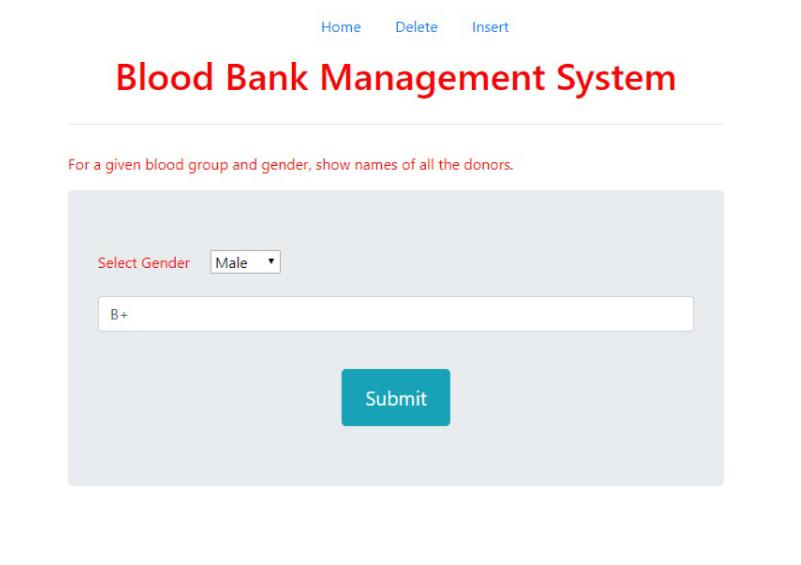 Home Delete Insert
Blood Bank Management System
For a given blood group and gender, show names of all the donors.
Select Gender Male
B+
Submit